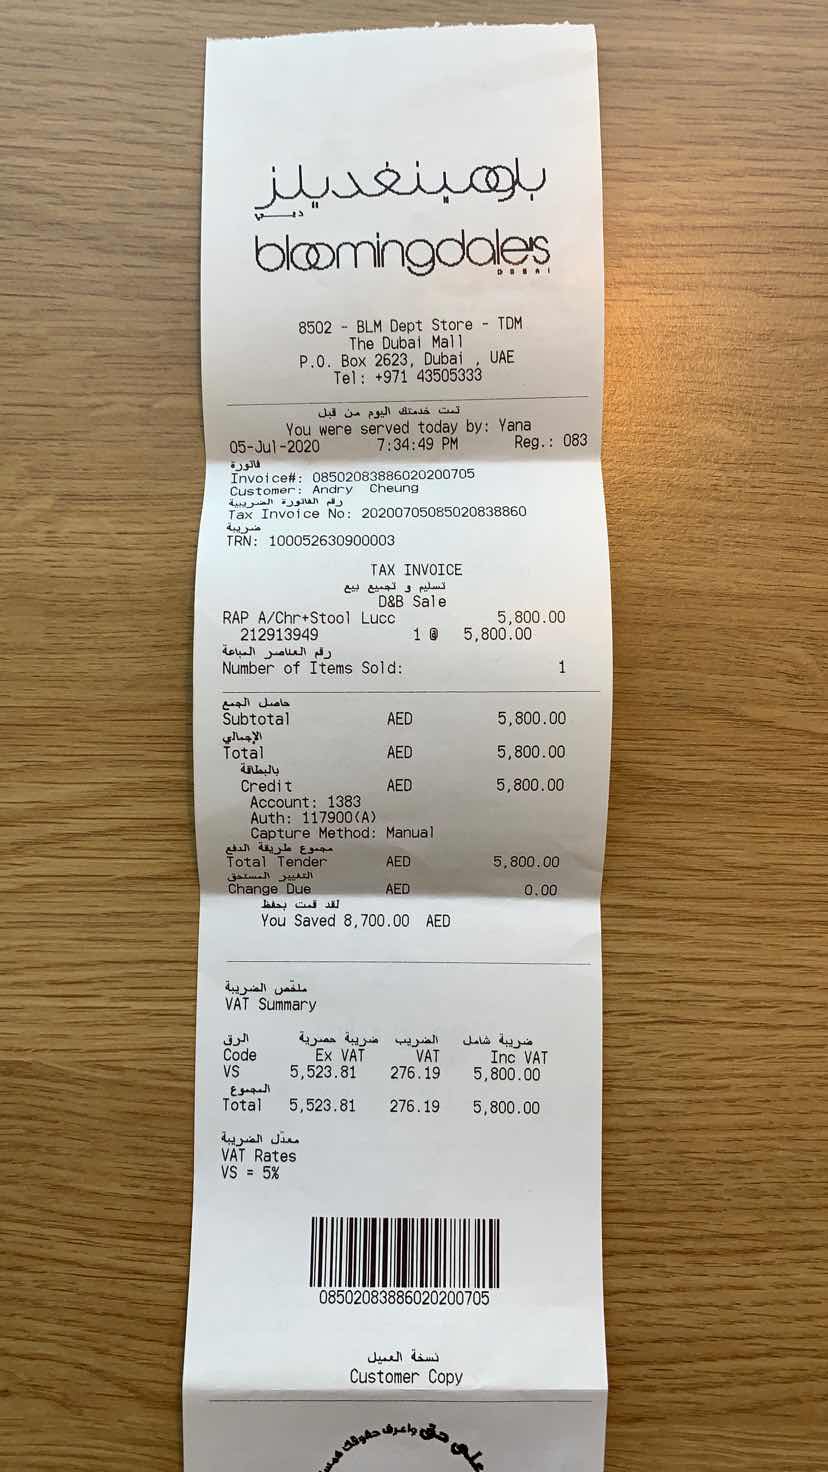 بلومينغديلز
دبي
bloomingdale's
DUBAI
8502 - BLM Dept Store - TDM
The Dubai Mall
P.O. Box 2623, Dubai , UAE
Tel: +971 43505333
تمت خدمتك اليوم من قبل
You were served today by: Yana
05-Jul-2020 7:34:49 PM Reg.: 083
فاتورة
Invoice#: 08502083886020200705
Customer: Andry Cheung
رقم الفاتورة الضريبية
Tax Invoice No: 20200705085020838860
ضريبة
TRN: 100052630900003
TAX INVOICE
تسليم و تجميع بيع
D&B Sale
RAP A/Chr+Stool Lucc 5,800.00
212913949 1 @ 5,800.00
رقم العناصر المباعة
Number of Items Sold: 1
حاصل الجمع
Subtotal AED 5,800.00
الإجمالي
Total AED 5,800.00
بالبطاقة
Credit AED 5,800.00
Account: 1383
Auth: 117900(A)
Capture Method: Manual
مجموع طريقة الدفع
Total Tender AED 5,800.00
التغيير المستحق
Change Due AED 0.00
لقد قمت بحفظ
You Saved 8,700.00 AED
ملخص الضريبة
VAT Summary
الرق ضريبة حصرية الضريب ضريبة شامل
Code Ex VAT VAT Inc VAT
VS 5,523.81 276.19 5,800.00
المجموع
Total 5,523.81 276.19 5,800.00
معدّل الضريبة
VAT Rates
VS = 5%
08502083886020200705
نسخة العميل
Customer Copy
على حق واعرف حقوقك